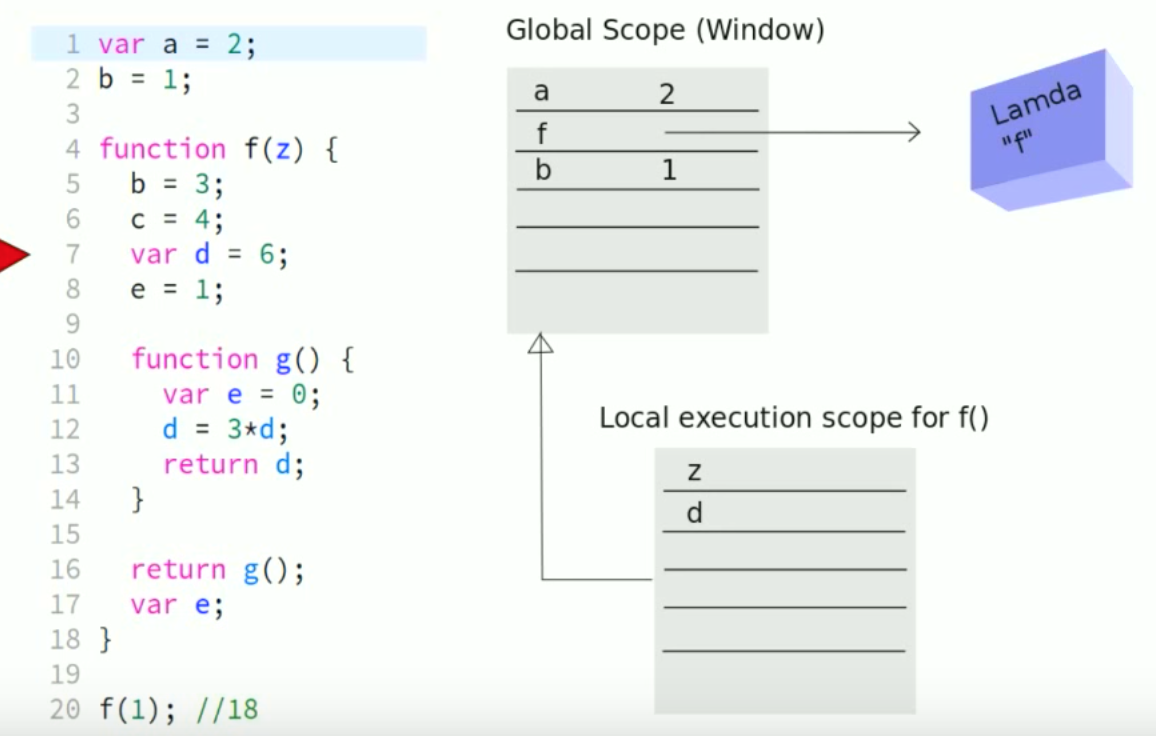 1 var a = 2;
2 b = 1;
3
4 function f(z) {
5   b = 3;
6   c = 4;
7   var d = 6;
8   e = 1;
9
10   function g() {
11     var e = 0;
12     d = 3*d;
13     return d;
14   }
15
16   return g();
17   var e;
18 }
19
20 f(1); //18
Global Scope (Window)
a 2
f
b 1
Lamda
"f"
Local execution scope for f()
z
d